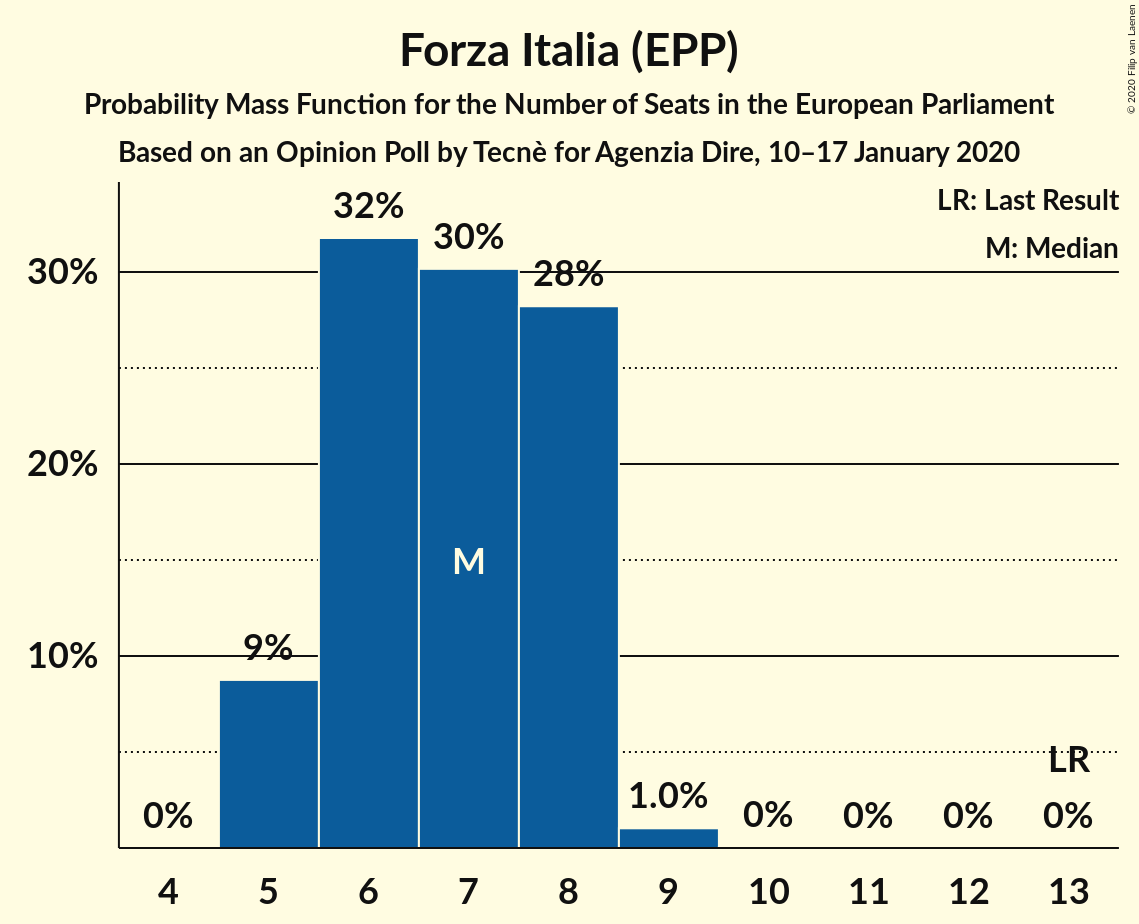 Forza Italia (EPP)
Probability Mass Function for the Number of Seats in the European Parliament
Based on an Opinion Poll by Tecnè for Agenzia Dire, 10–17 January 2020
© 2020 Filip van Laenen
LR: Last Result
M: Median
32%
30%
28%
30%
20%
M
10%
9%
LR
0%
1.0%
0%
0%
0%
0%
4 5 6 7 8 9 10 11 12 13